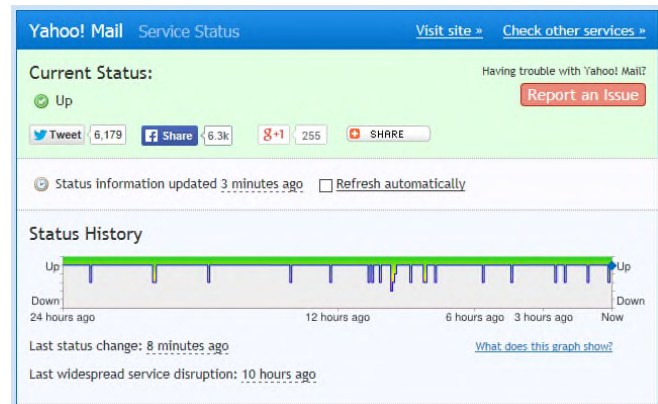 Yahoo! Mail Service Status Visit site » Check other services »
Current Status: Having trouble with Yahoo! Mail?
Up Report an Issue
Tweet 6,179 f Share 6.3k g+1 255 SHARE
Status information updated 3 minutes ago Refresh automatically
Status History
Up Up
Down Down
24 hours ago 12 hours ago 6 hours ago 3 hours ago Now
Last status change: 8 minutes ago What does this graph show?
Last widespread service disruption: 10 hours ago